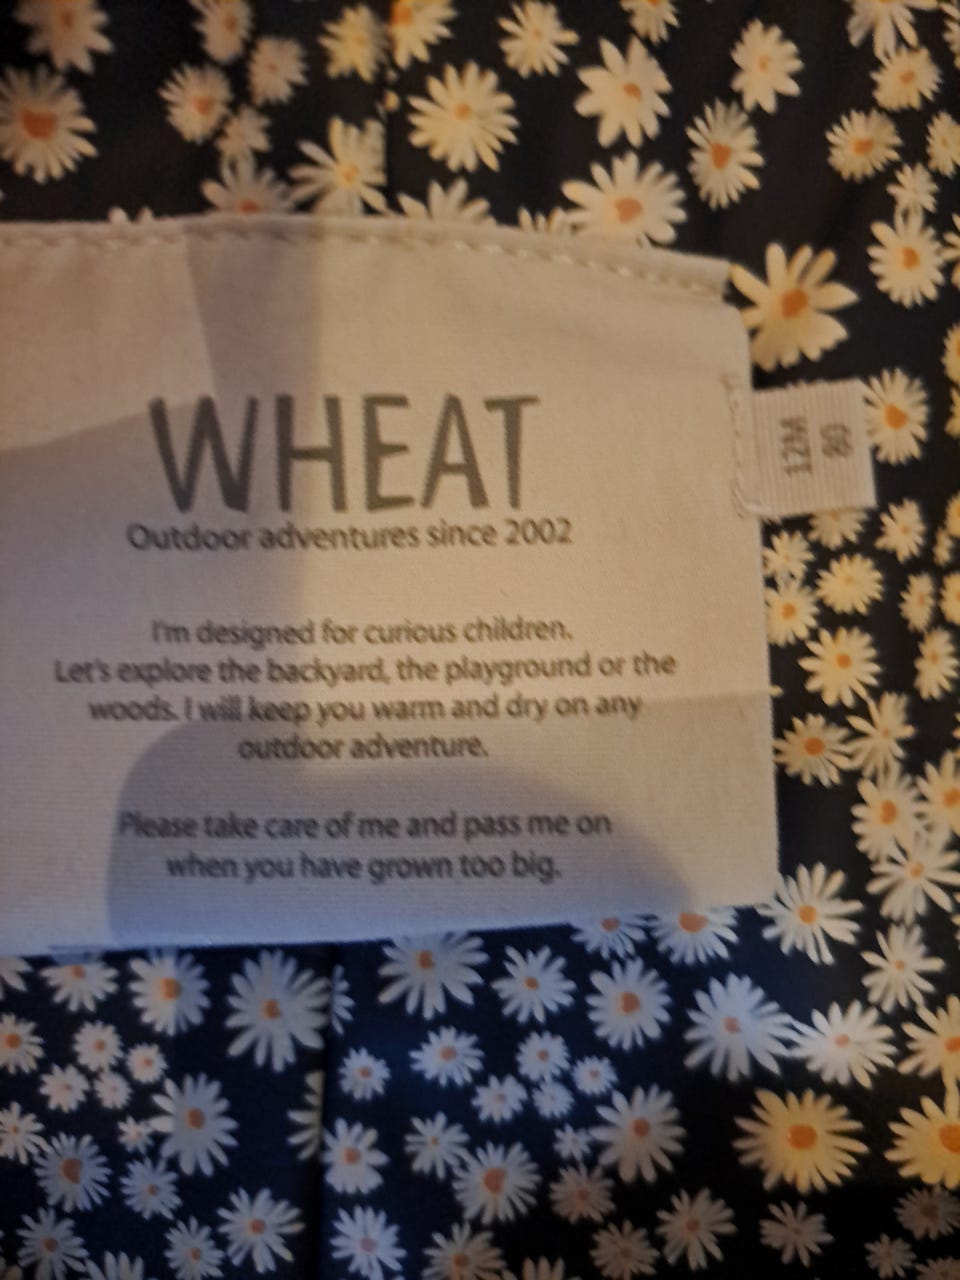 WHEAT
Outdoor adventures since 2002
I'm designed for curious children.
Let's explore the backyard, the playground or the
woods. I will keep you warm and dry on any
outdoor adventure.
Please take care of me and pass me on
when you have grown too big.
12M
80